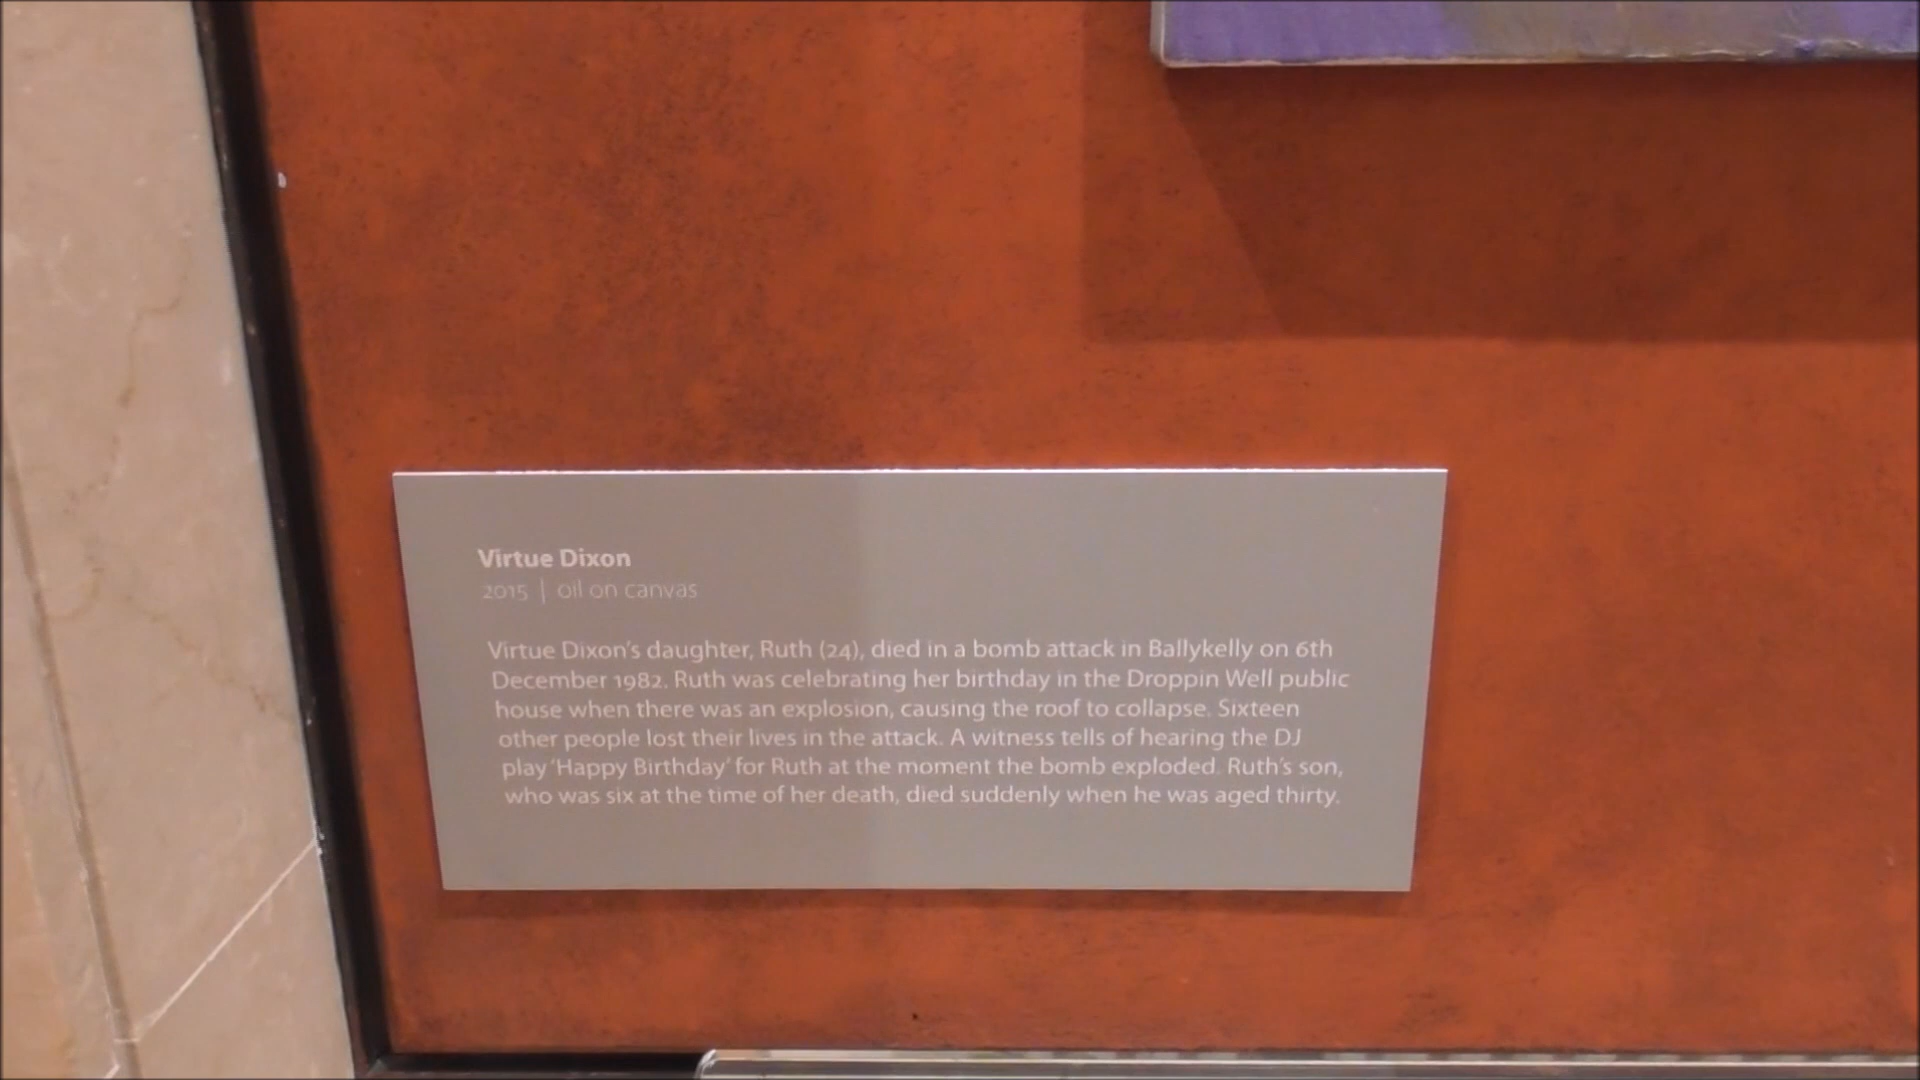 Virtue Dixon
2015 | oil on canvas
Virtue Dixon's daughter, Ruth (24), died in a bomb attack in Ballykelly on 6th
December 1982. Ruth was celebrating her birthday in the Droppin Well public
house when there was an explosion, causing the roof to collapse. Sixteen
other people lost their lives in the attack. A witness tells of hearing the DJ
play 'Happy Birthday' for Ruth at the moment the bomb exploded. Ruth's son,
who was six at the time of her death, died suddenly when he was aged thirty.